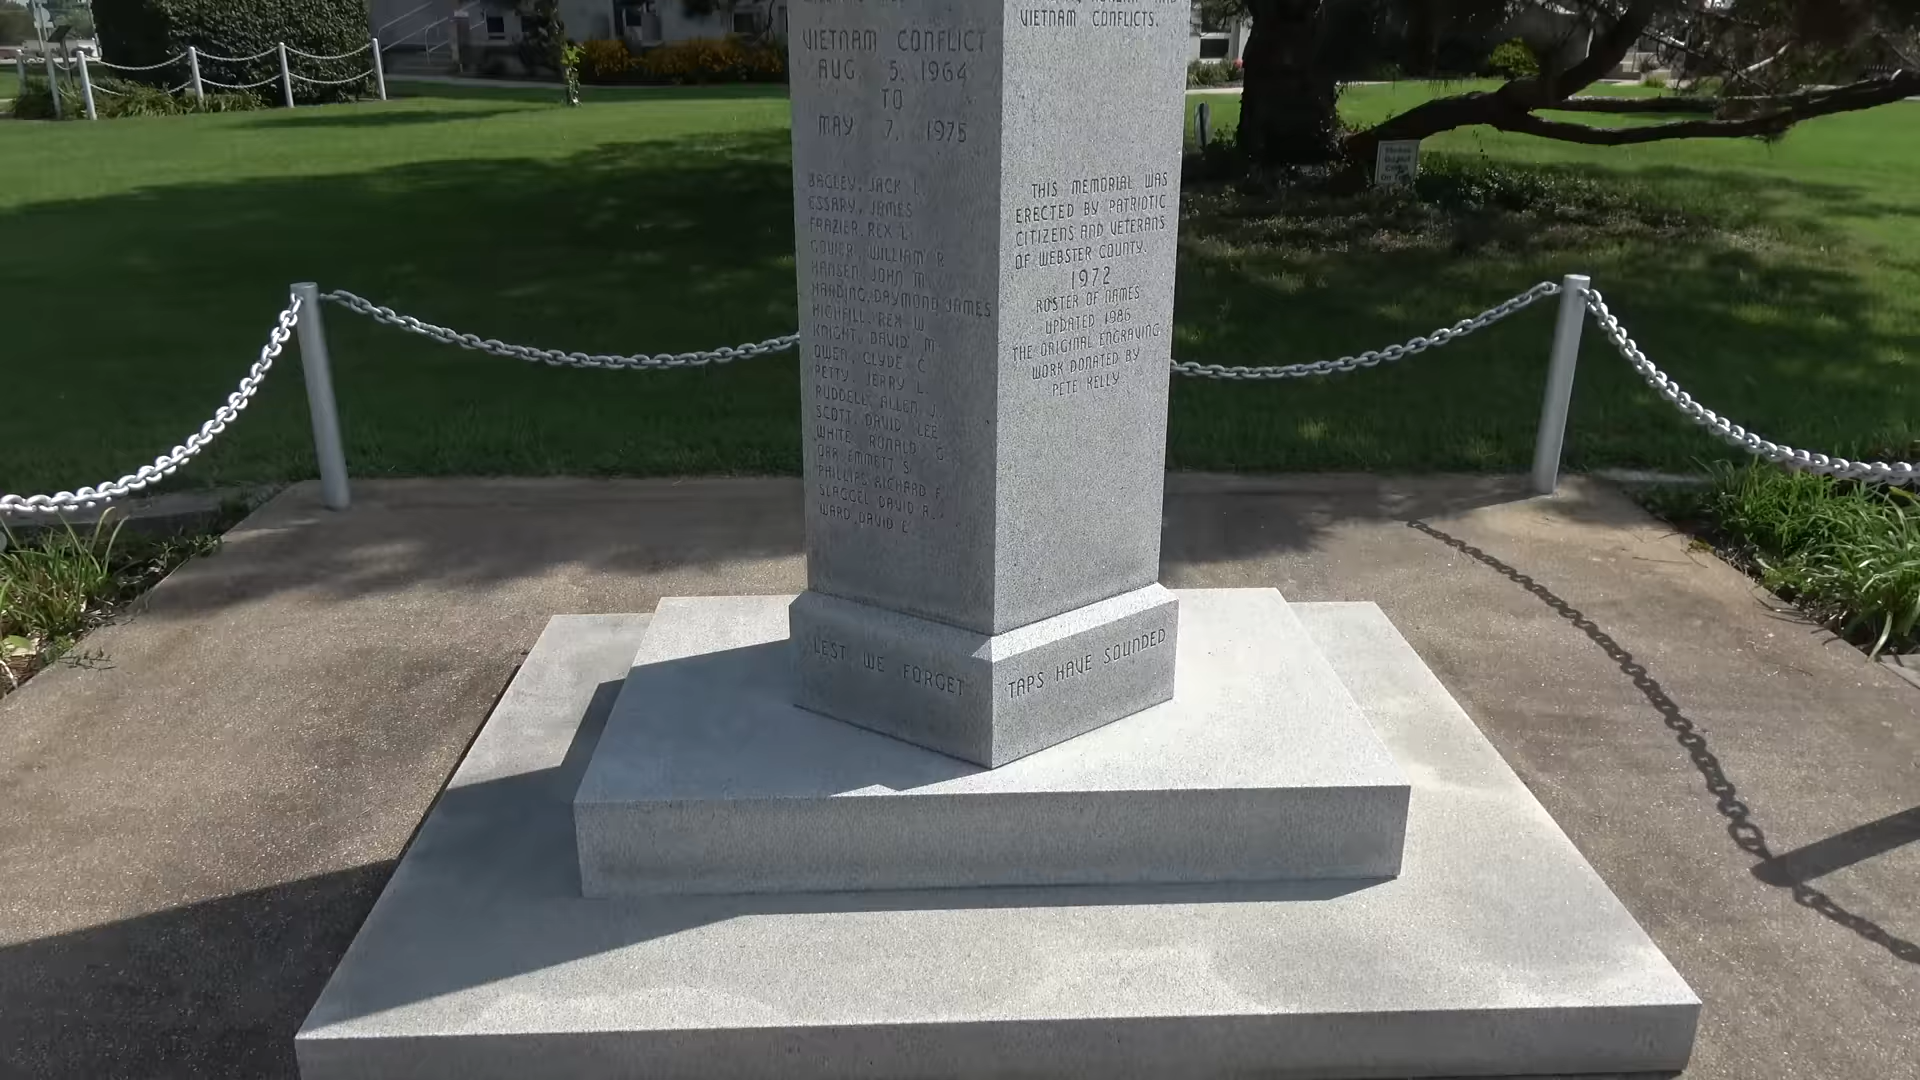 VIETNAM CONFLICT
AUG 5, 1964
TO
MAY 7, 1975
BAGLEY, JACK L.
ESSARY, JAMES
FRAZIER, REX L.
GOWER, WILLIAM R
HANSEN, JOHN M.
HARDING, DAYMOND JAMES
HIGHFILL, REX W
KNIGHT, DAVID M.
OWEN, CLYDE C
PETTY, JERRY L.
RUDDELL, ALLEN J.
SCOTT, DAVID LEE
WHITE RONALD G
ORR EMMETT S
PHILLIPS RICHARD F.
SLAGGEL DAVID A.
WARD, DAVID L
LEST WE FORGET
VIETNAM CONFLICTS.
THIS MEMORIAL WAS
ERECTED BY PATRIOTIC
CITIZENS AND VETERANS
OF WEBSTER COUNTY.
1972
ROSTER OF NAMES
UPDATED 1986
THE ORIGINAL ENGRAVING
WORK DONATED BY
PETE KELLY
TAPS HAVE SOUNDED